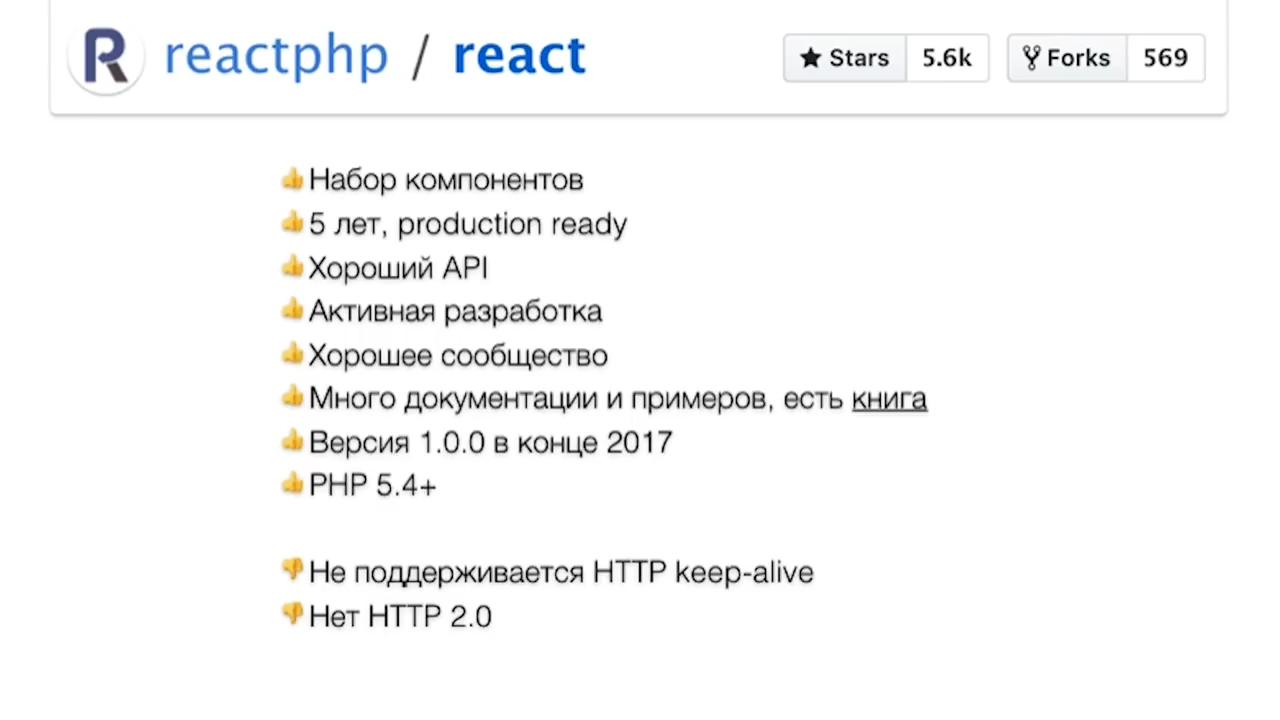 reactphp / react
Stars 5.6k
Forks 569
👍Набор компонентов
👍5 лет, production ready
👍Хороший API
👍Активная разработка
👍Хорошее сообщество
👍Много документации и примеров, есть книга
👍Версия 1.0.0 в конце 2017
👍PHP 5.4+
👎Не поддерживается HTTP keep-alive
👎Нет HTTP 2.0